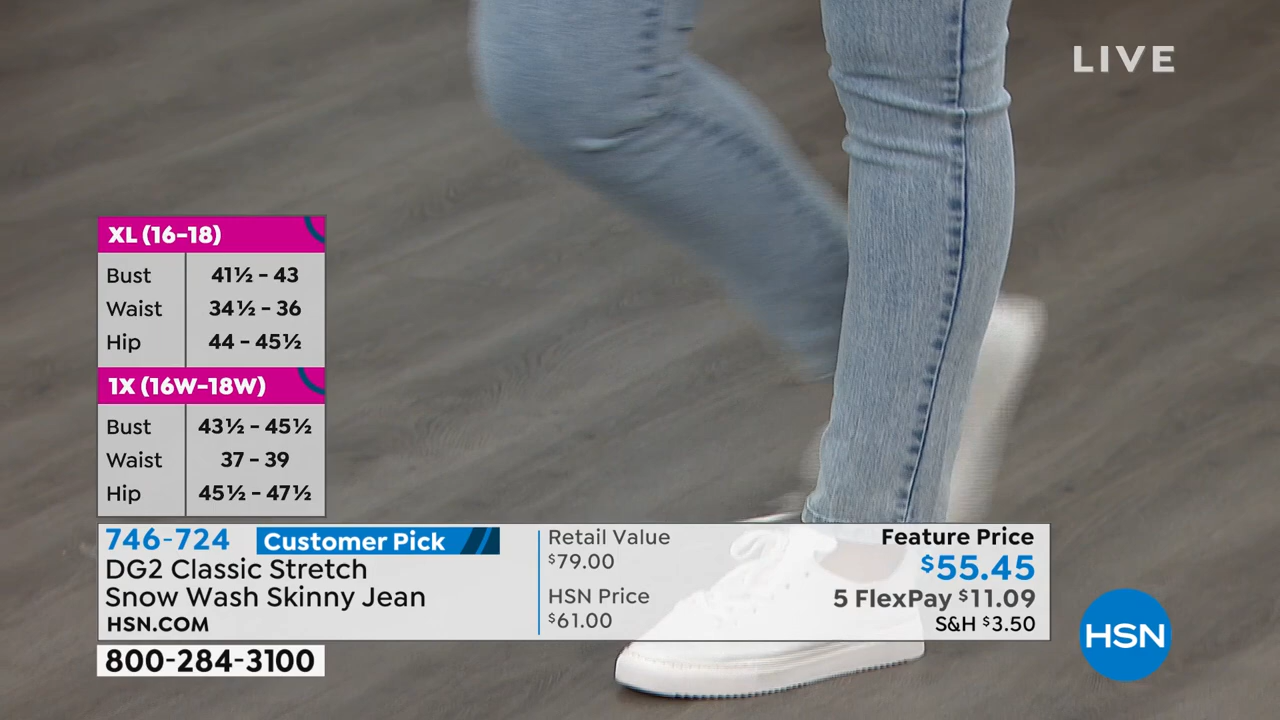 LIVE
XL (16-18)
Bust 41½ - 43
Waist 34½ - 36
Hip 44 - 45½
1X (16W-18W)
Bust 43½ - 45½
Waist 37 - 39
Hip 45½ - 47½
746-724 Customer Pick
DG2 Classic Stretch
Snow Wash Skinny Jean
HSN.COM
Retail Value
$79.00
HSN Price
$61.00
Feature Price
$55.45
5 FlexPay $11.09
S&H $3.50
800-284-3100
HSN